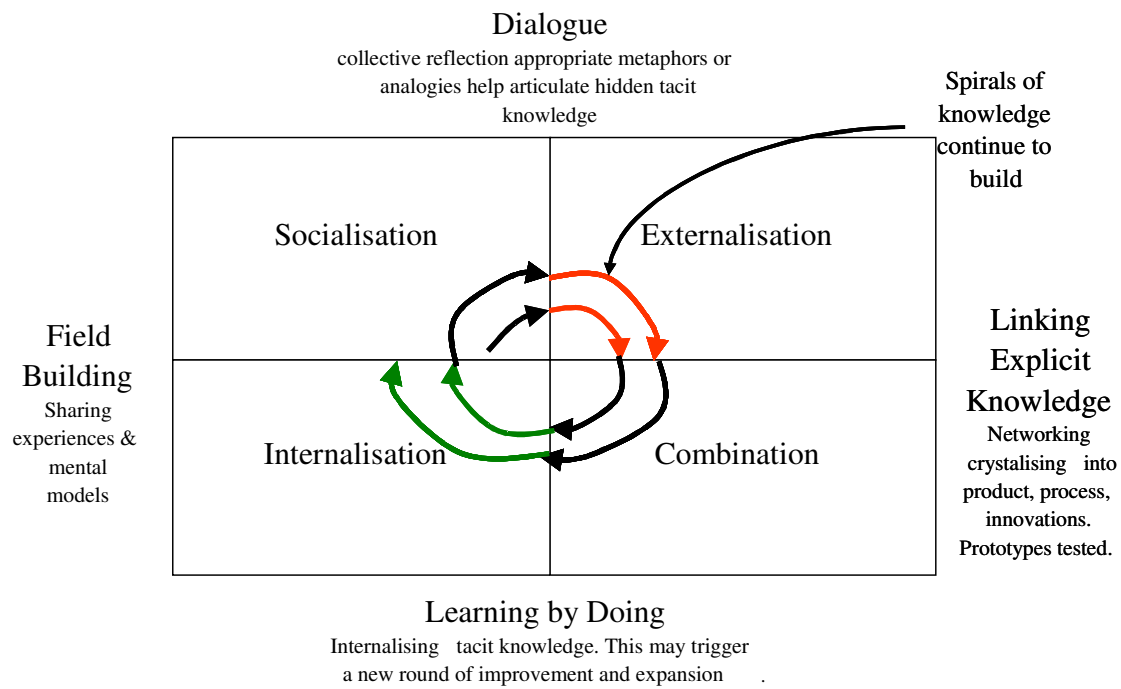 Dialogue
collective reflection appropriate metaphors or
analogies help articulate hidden tacit
knowledge
Spirals of
knowledge
continue to
build
Socialisation
Externalisation
Field
Building
Sharing
experiences &
mental
models
Linking
Explicit
Knowledge
Networking
crystalising into
product, process,
innovations.
Prototypes tested.
Internalisation
Combination
Learning by Doing
Internalising tacit knowledge. This may trigger
a new round of improvement and expansion .